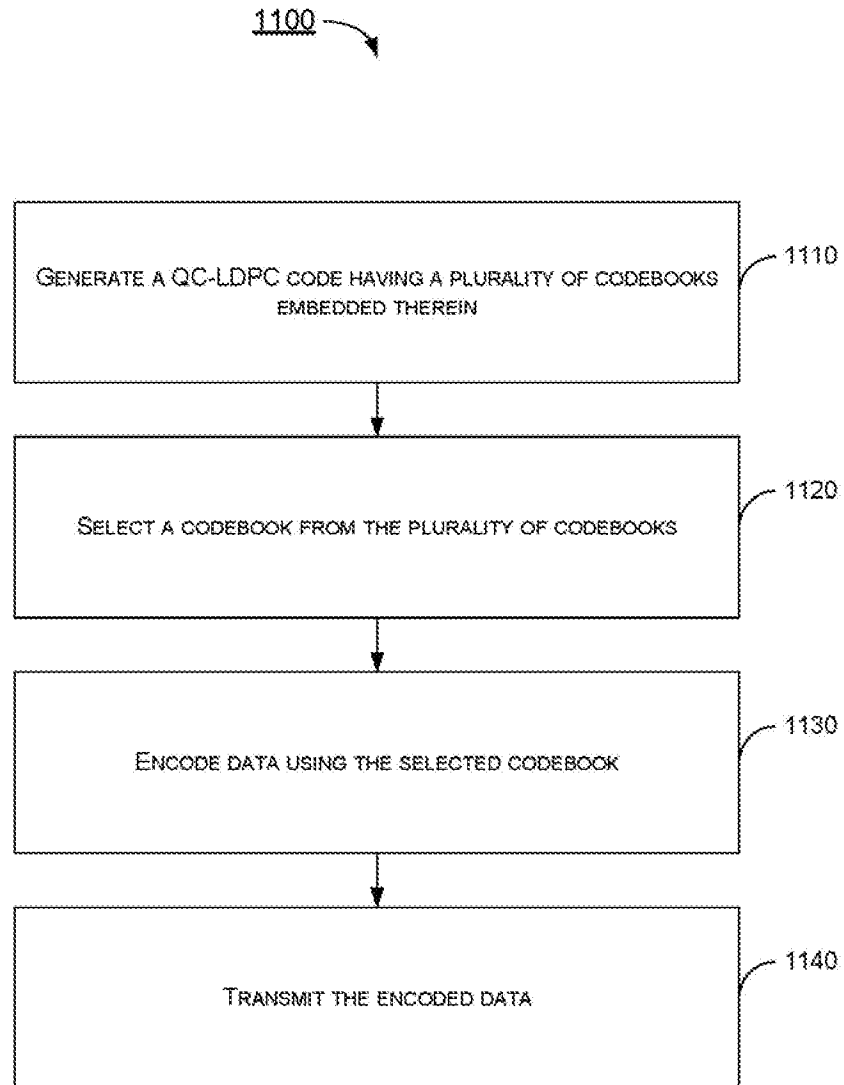 1100
GENERATE A QC-LDPC CODE HAVING A PLURALITY OF CODEBOOKS
EMBEDDED THEREIN
1110
SELECT A CODEBOOK FROM THE PLURALITY OF CODEBOOKS
1120
ENCODE DATA USING THE SELECTED CODEBOOK
1130
TRANSMIT THE ENCODED DATA
1140